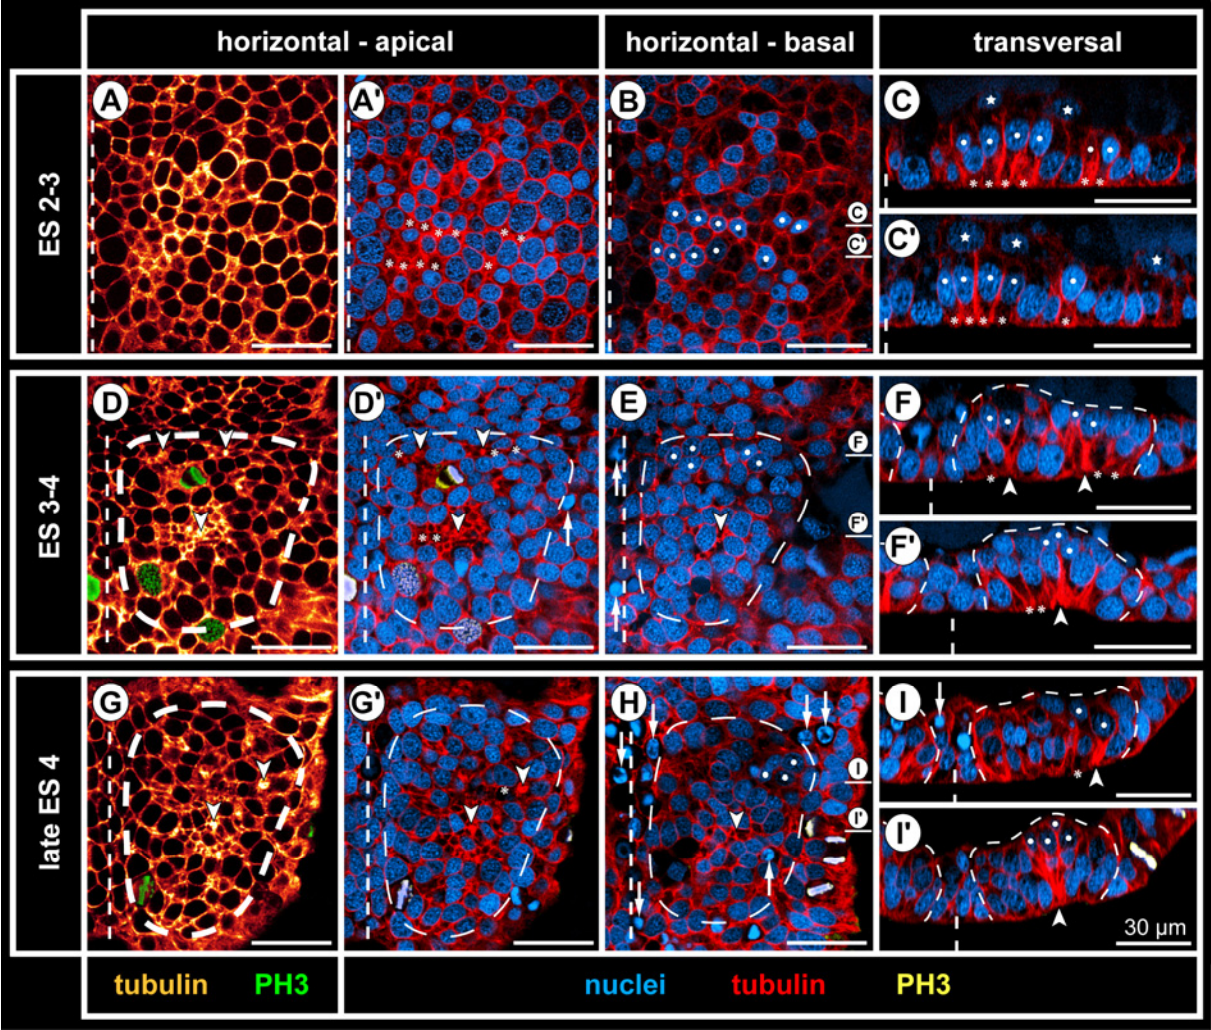 horizontal - apical
horizontal - basal
transversal
ES 2-3
A
A'
B
C
C
C'
C'
ES 3-4
D
D'
E
F
F
F'
F'
late ES 4
G
G'
H
I
I
I'
I'
30 µm
tubulin
PH3
nuclei
tubulin
PH3